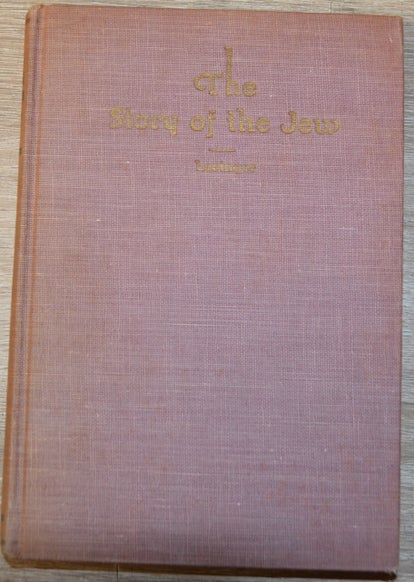 The
Story of the Jew
Levinger